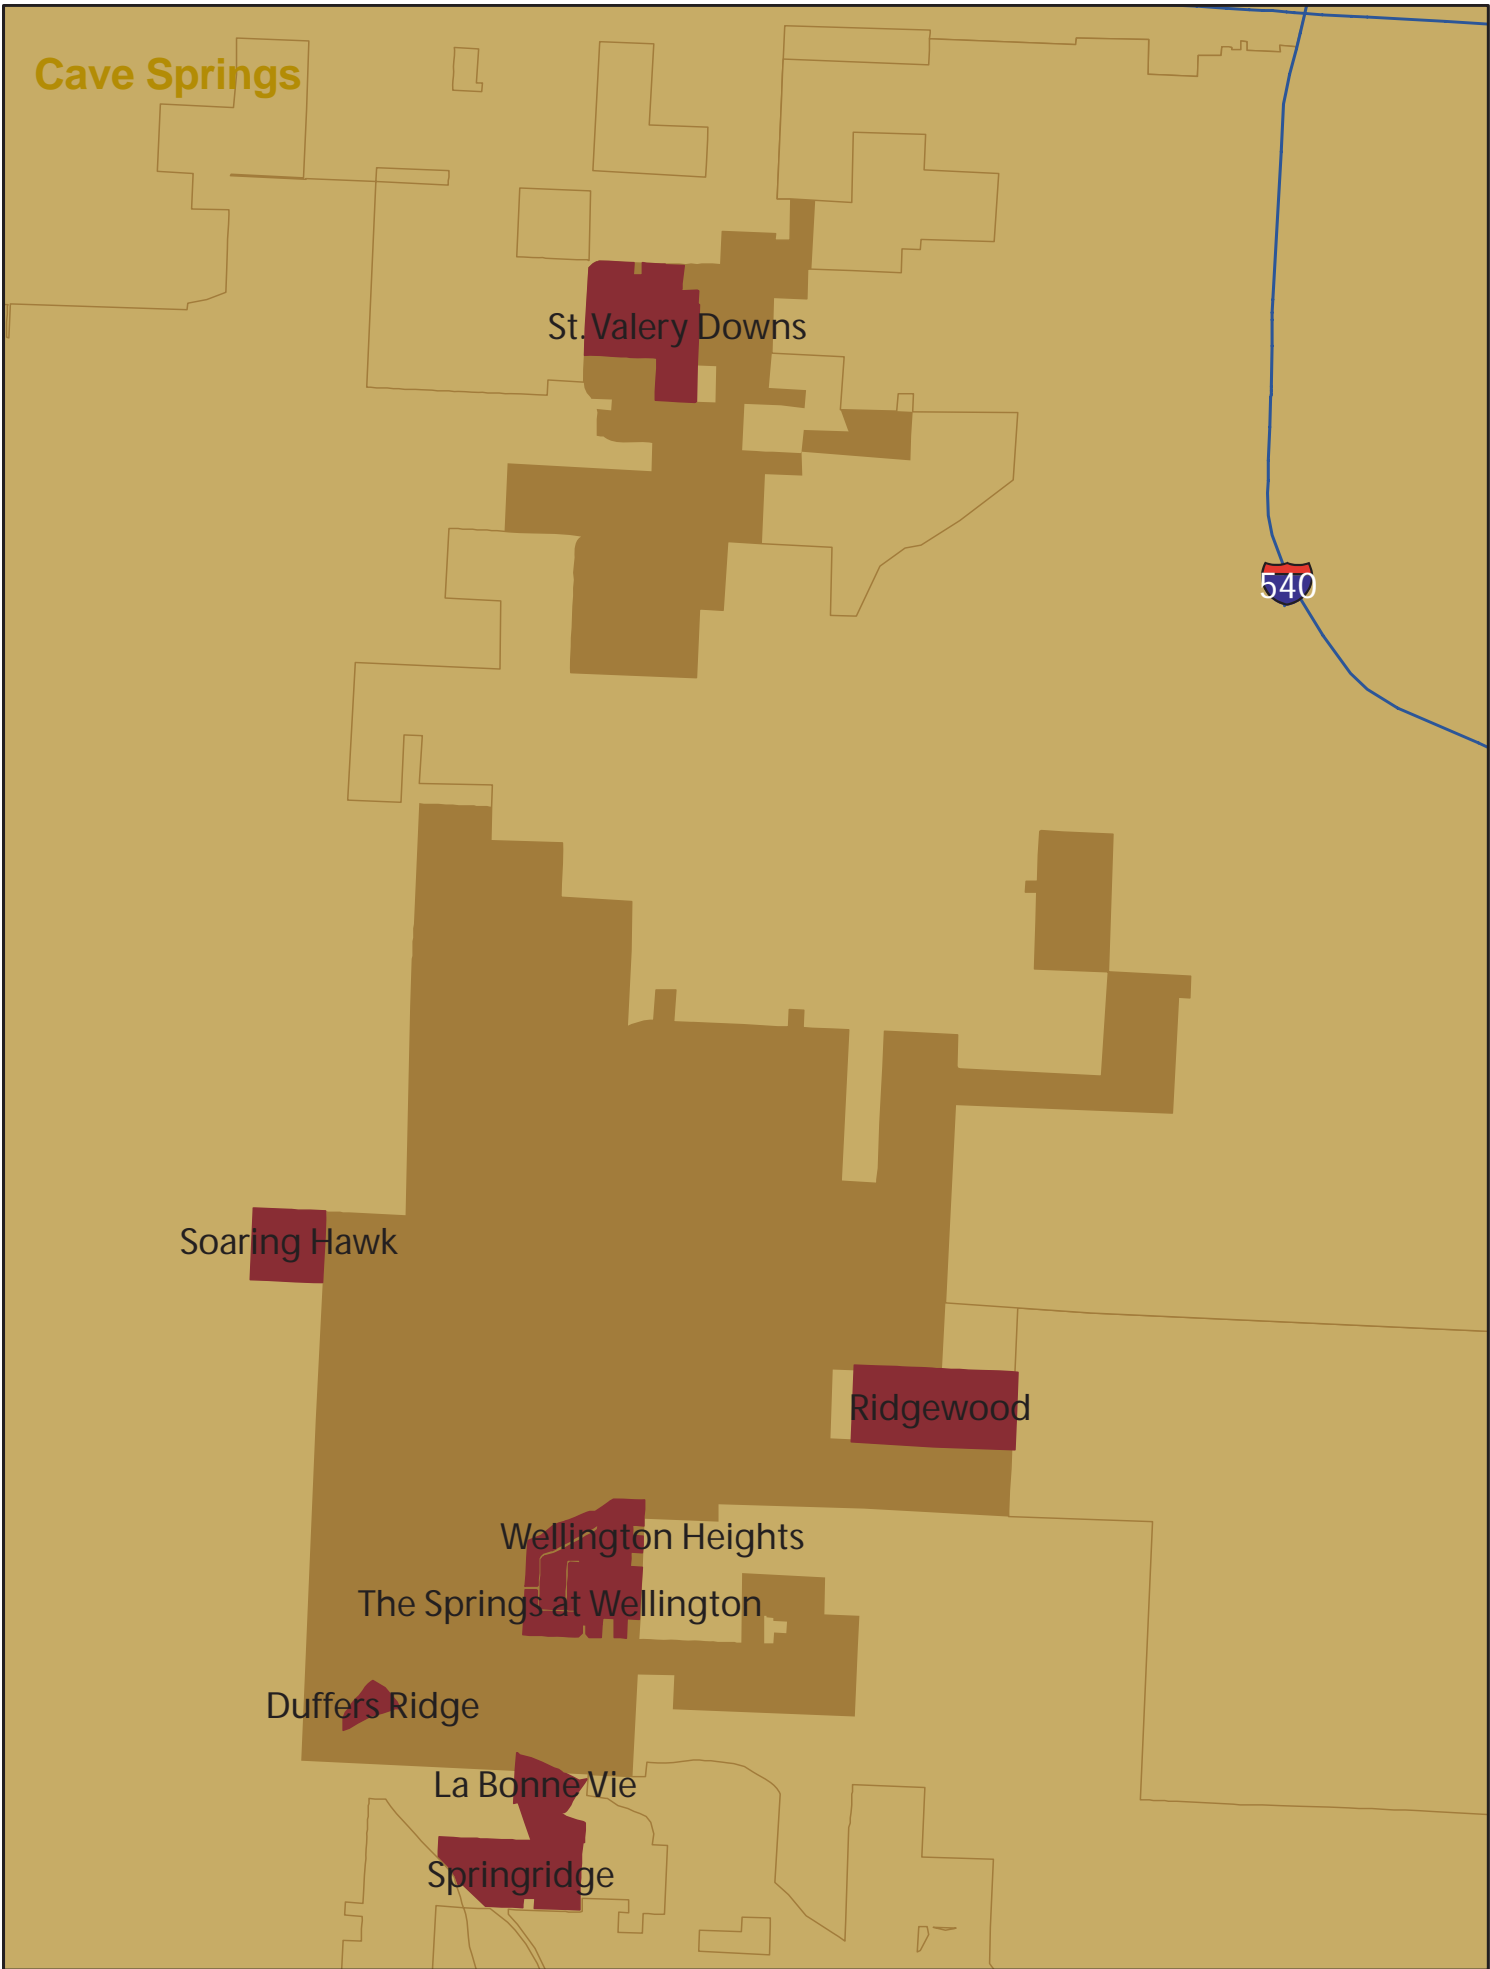 Cave Springs
St. Valery Downs
540
Soaring Hawk
Ridgewood
Wellington Heights
The Springs at Wellington
Duffers Ridge
La Bonne Vie
Springridge